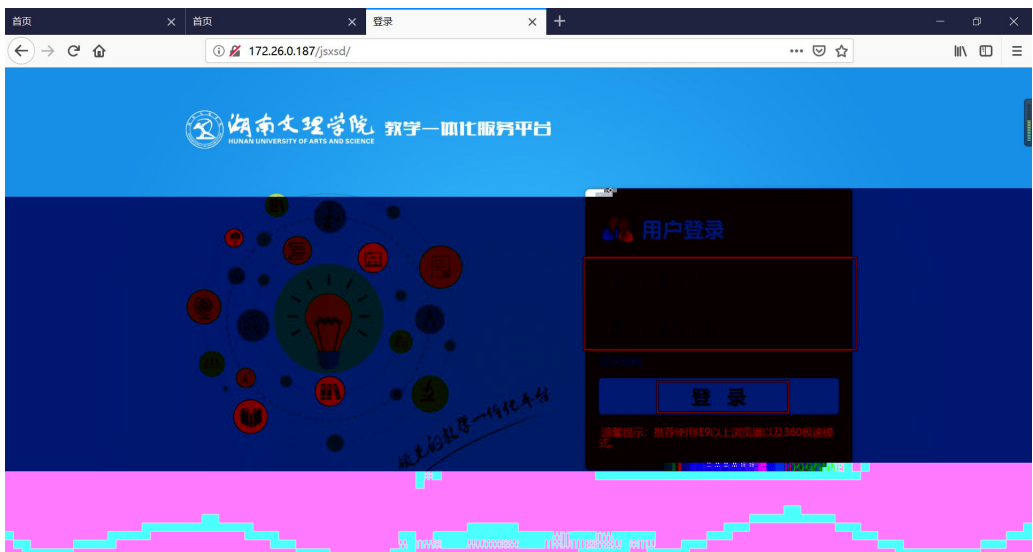 首页
首页
登录
172.26.0.187/jsxsd/
湖南文理学院 教学一体化服务平台
HUNAN UNIVERSITY OF ARTS AND SCIENCE
用户登录
登 录
温馨提示：推荐使用IE9以上浏览器以及360极速模
式。